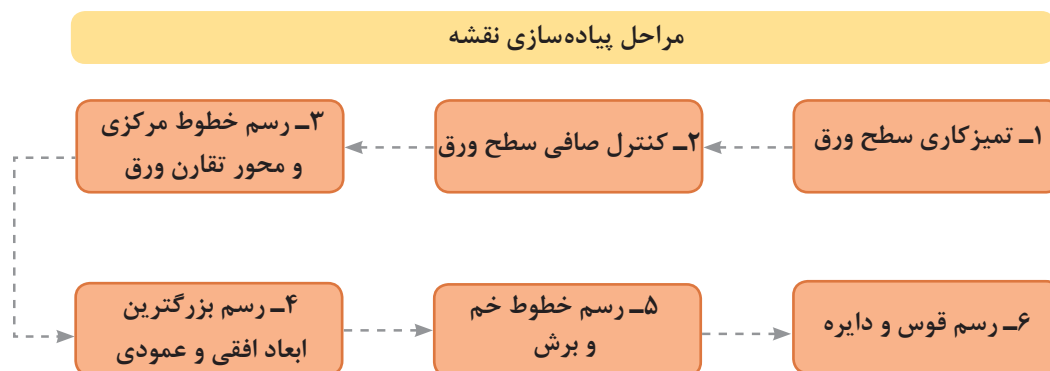 مراحل پیاده‌سازی نقشه
۱ـ تمیزکاری سطح ورق
۲ـ کنترل صافی سطح ورق
۳ـ رسم خطوط مرکزی
و محور تقارن ورق
۴ـ رسم بزرگترین
ابعاد افقی و عمودی
۵ـ رسم خطوط خم
و برش
۶ـ رسم قوس و دایره